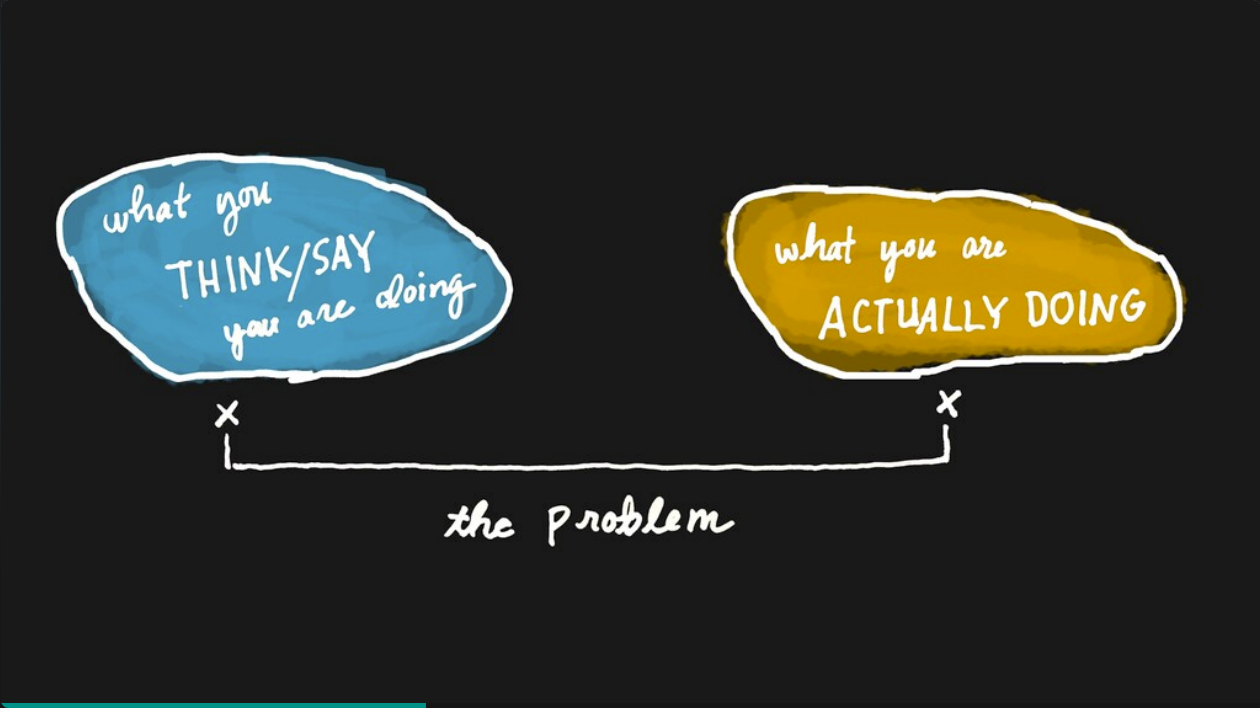 what you
THINK/SAY
you are doing
what you are
ACTUALLY DOING
x
x
the problem